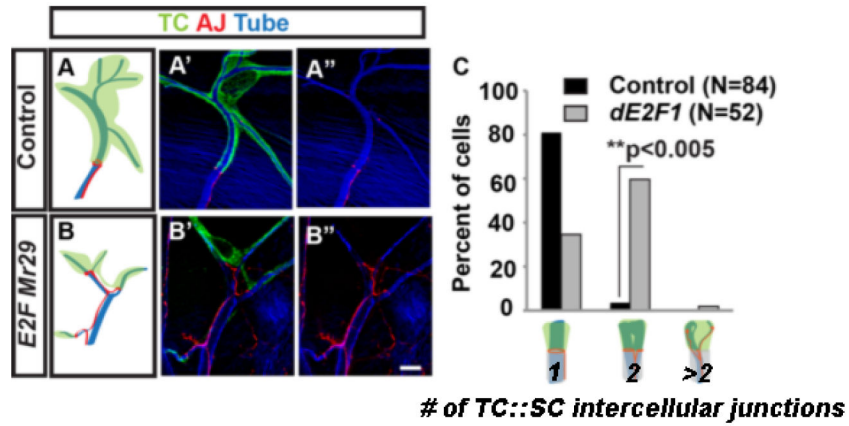 TC AJ Tube
Control
A
A'
A"
E2F Mr29
B
B'
B"
C
Control (N=84)
dE2F1 (N=52)
**p<0.005
Percent of cells
100
80
60
40
20
0
1 2 >2
# of TC::SC intercellular junctions